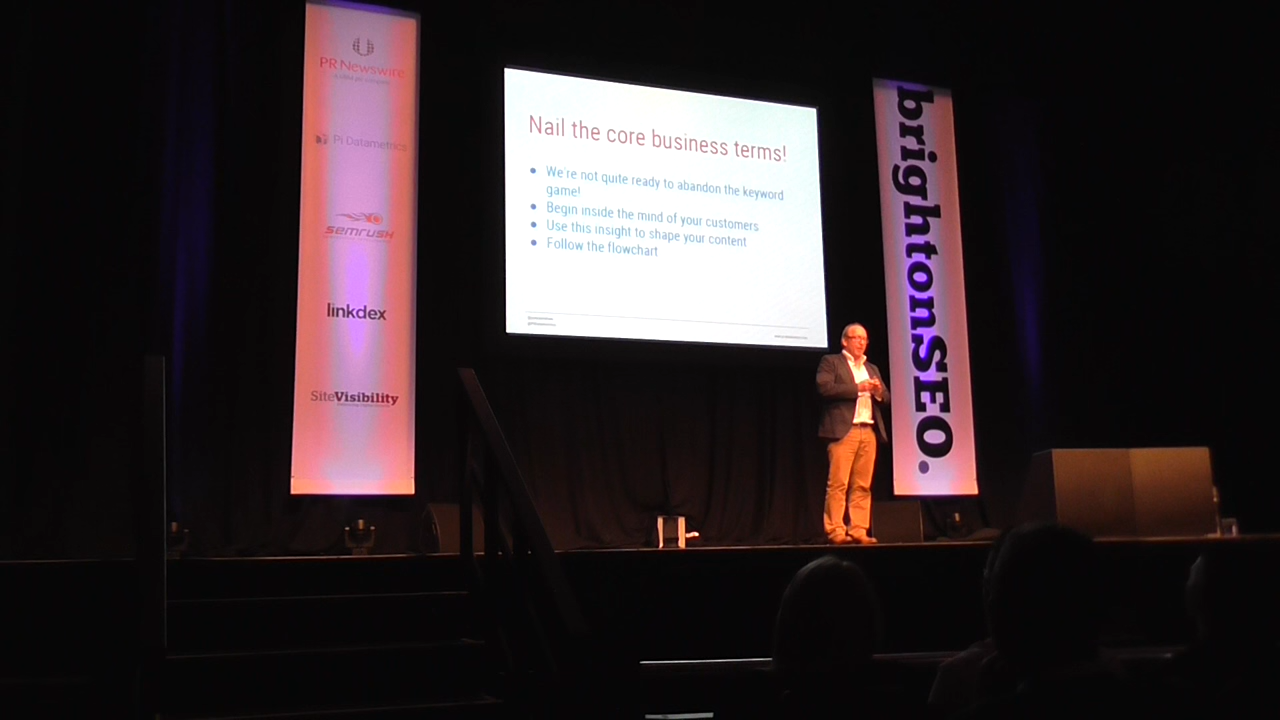 PR Newswire
Pi Datametrics
semrush
linkdex
SiteVisibility
Nail the core business terms!
• We're not quite ready to abandon the keyword
game!
• Begin inside the mind of your customers
• Use this insight to shape your content
• Follow the flowchart
brightonSEO.